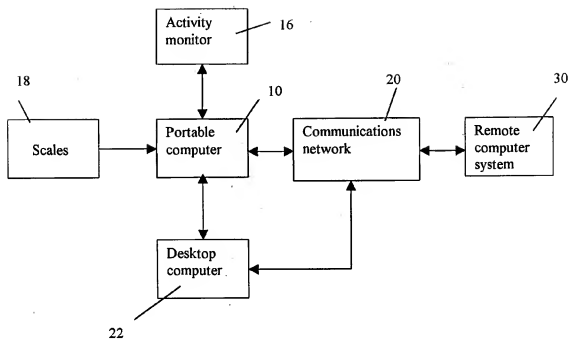 Activity
monitor
16
18
10
20
30
Scales
Portable
computer
Communications
network
Remote
computer
system
Desktop
computer
22